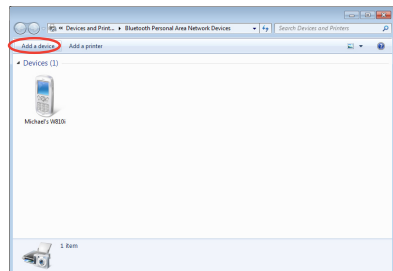 « Devices and Print... ▸ Bluetooth Personal Area Network Devices
Search Devices and Printers
Add a device
Add a printer
Devices (1)
Michael's W810i
1 item